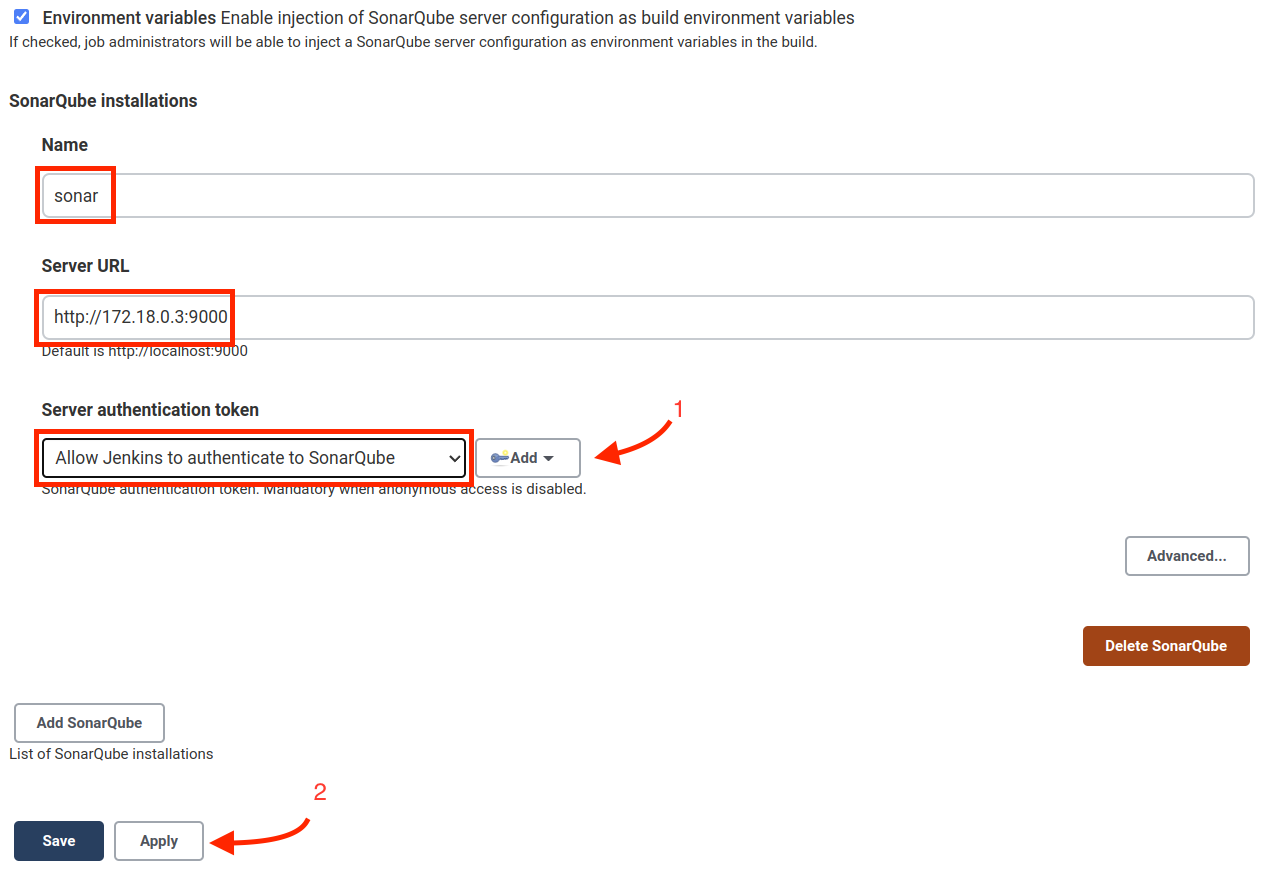 Environment variables Enable injection of SonarQube server configuration as build environment variables
If checked, job administrators will be able to inject a SonarQube server configuration as environment variables in the build.
SonarQube installations
Name
sonar
Server URL
http://172.18.0.3:9000
Default is http://localhost:9000
Server authentication token
1
Allow Jenkins to authenticate to SonarQube
Add
SonarQube authentication token. Mandatory when anonymous access is disabled.
Advanced...
Delete SonarQube
Add SonarQube
List of SonarQube installations
2
Save
Apply